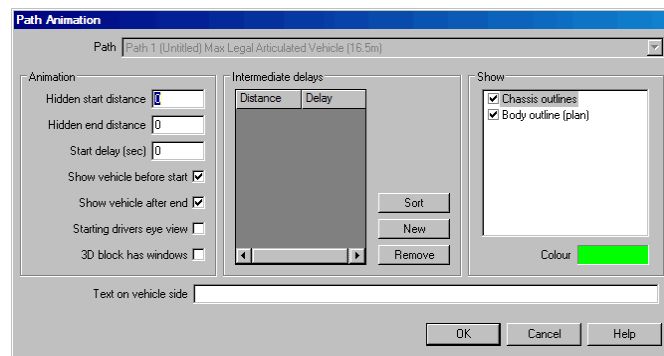 Path Animation
Path Path 1 (Untitled) Max Legal Articulated Vehicle (16.5m)
Animation
Hidden start distance 0
Hidden end distance 0
Start delay (sec) 0
Show vehicle before start
Show vehicle after end
Starting drivers eye view
3D block has windows
Intermediate delays
Distance Delay
Sort
New
Remove
Show
Chassis outlines
Body outline (plan)
Colour
Text on vehicle side
OK Cancel Help